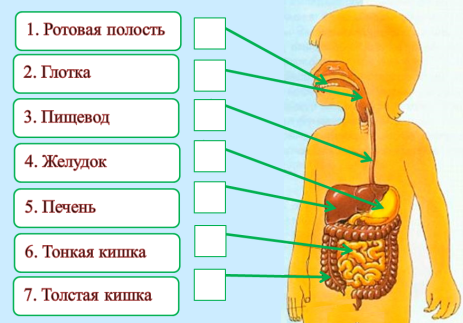 1. Ротовая полость
2. Глотка
3. Пищевод
4. Желудок
5. Печень
6. Тонкая кишка
7. Толстая кишка